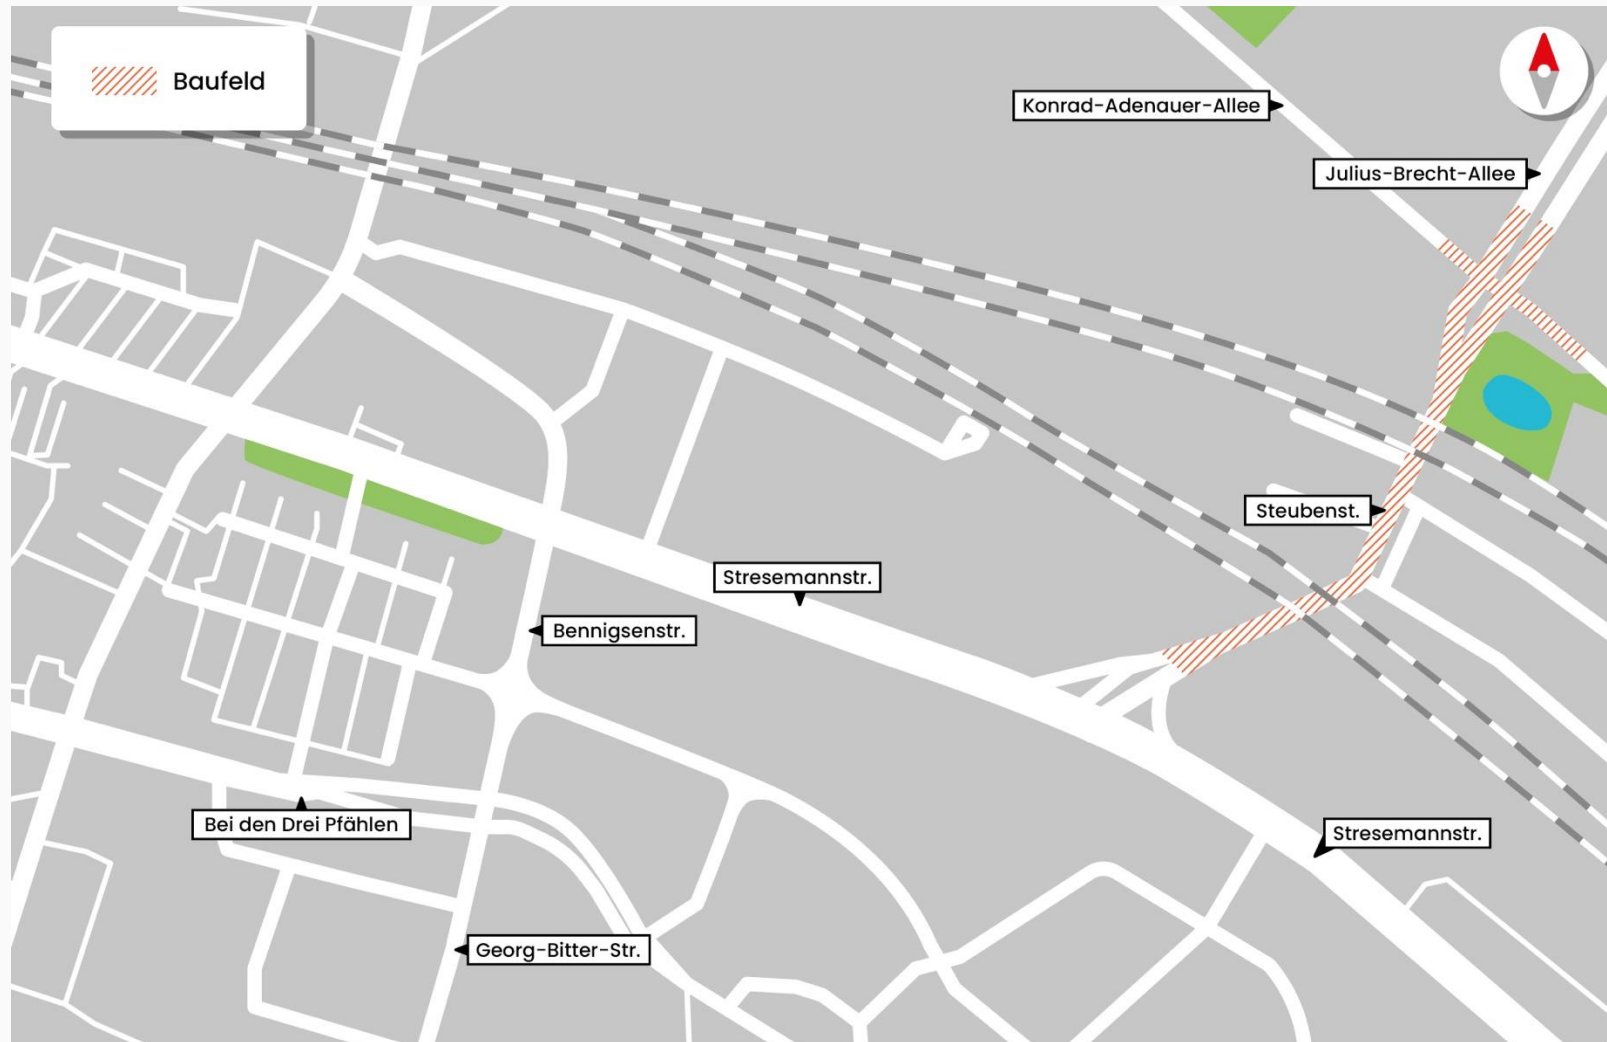 Baufeld
Konrad-Adenauer-Allee
Julius-Brecht-Allee
Steubenst.
Stresemannstr.
Bennigsenstr.
Bei den Drei Pfählen
Stresemannstr.
Georg-Bitter-Str.